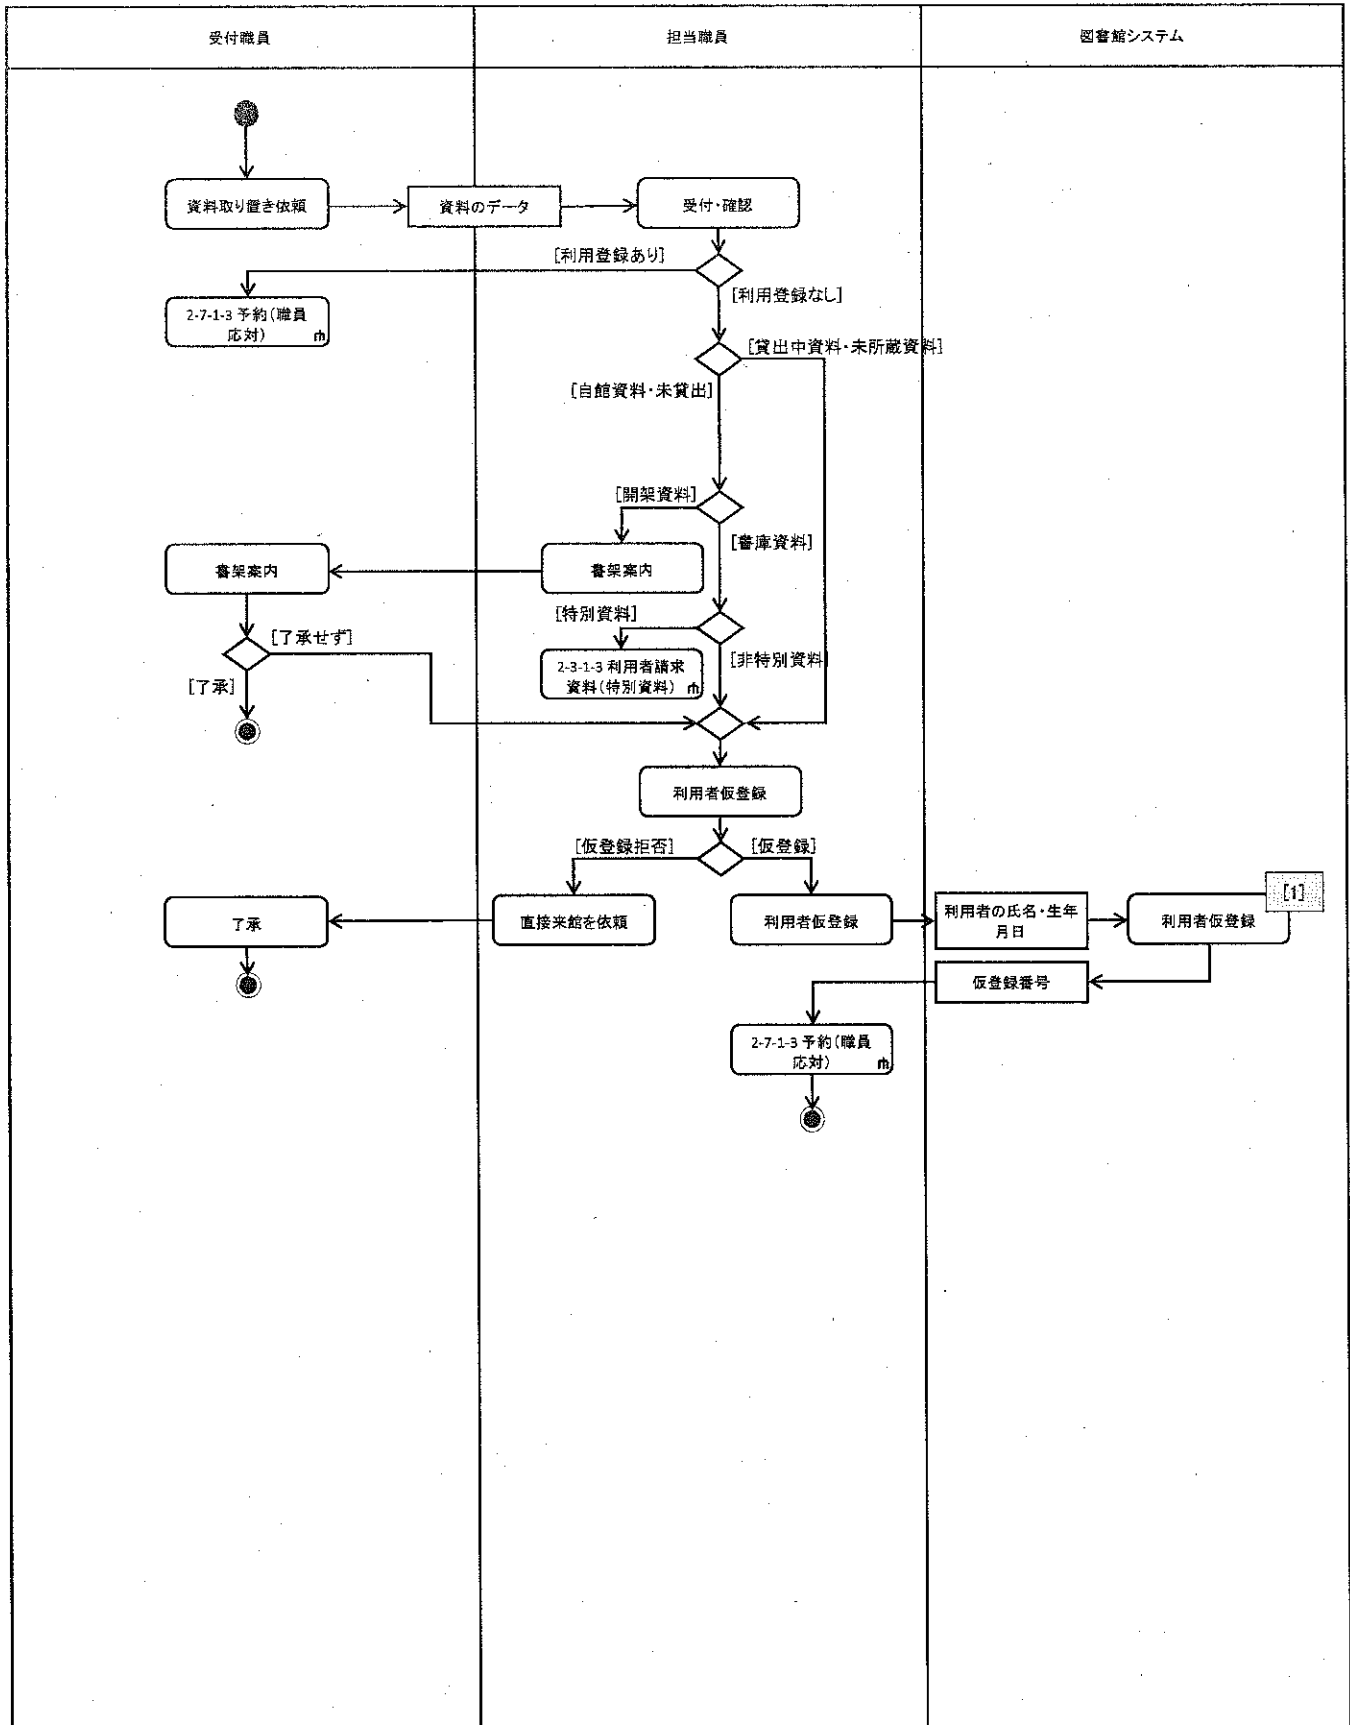 受付職員
担当職員
図書館システム
資料取り置き依頼
資料のデータ
受付・確認
[利用登録あり]
[利用登録なし]
2-7-1-3 予約(職員
応対)
[貸出中資料・未所蔵資料]
[自館資料・未貸出]
[開架資料]
[書庫資料]
書架案内
書架案内
[特別資料]
[了承せず]
[非特別資料]
2-3-1-3 利用者請求
資料(特別資料)
[了承]
利用者仮登録
[仮登録拒否]
[仮登録]
了承
直接来館を依頼
利用者仮登録
利用者の氏名・生年
月日
利用者仮登録
[1]
仮登録番号
2-7-1-3 予約(職員
応対)